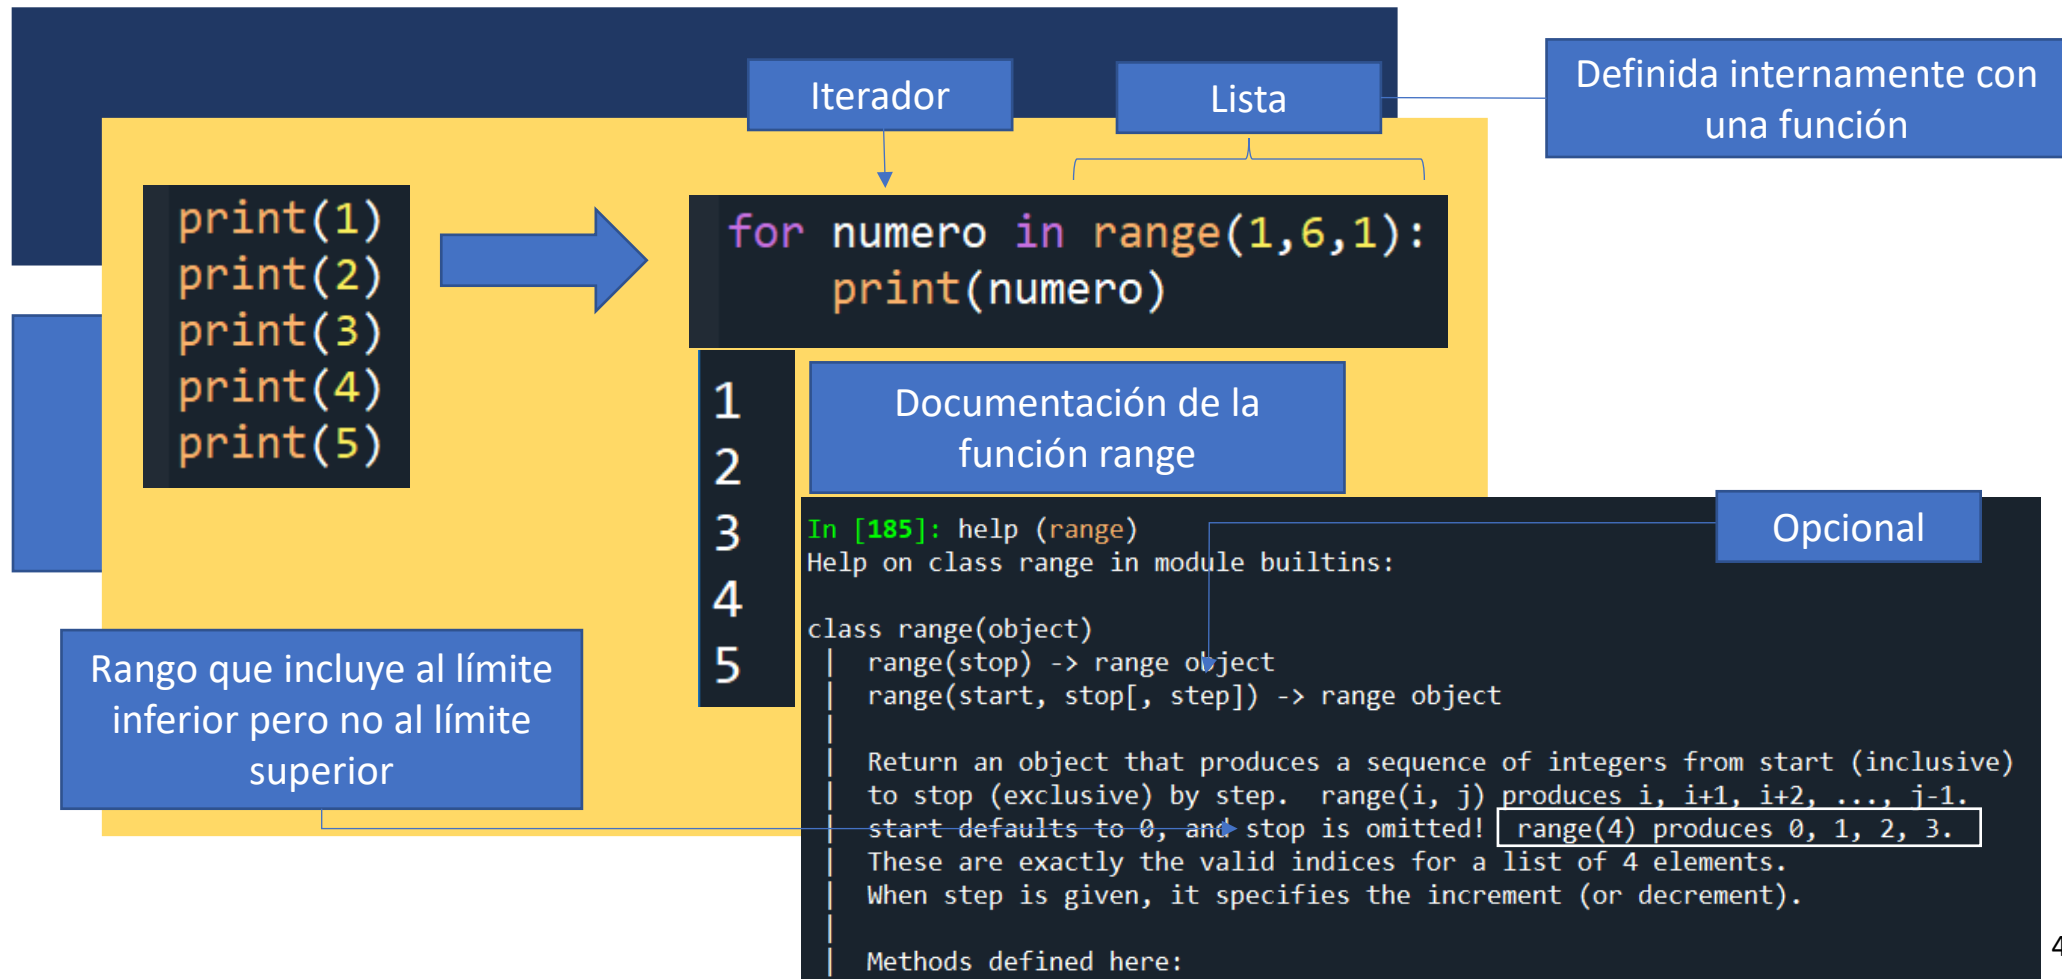 Iterador
Lista
Definida internamente con
una función
print(1)
print(2)
print(3)
print(4)
print(5)
for numero in range(1,6,1):
print(numero)
1
2
3
4
5
Documentación de la
función range
Opcional
In [185]: help (range)
Help on class range in module builtins:
class range(object)
| range(stop) -> range object
| range(start, stop[, step]) -> range object
|
| Return an object that produces a sequence of integers from start (inclusive)
| to stop (exclusive) by step.  range(i, j) produces i, i+1, i+2, ..., j-1.
| start defaults to 0, and stop is omitted!  range(4) produces 0, 1, 2, 3.
| These are exactly the valid indices for a list of 4 elements.
| When step is given, it specifies the increment (or decrement).
|
| Methods defined here:
Rango que incluye al límite
inferior pero no al límite
superior
4